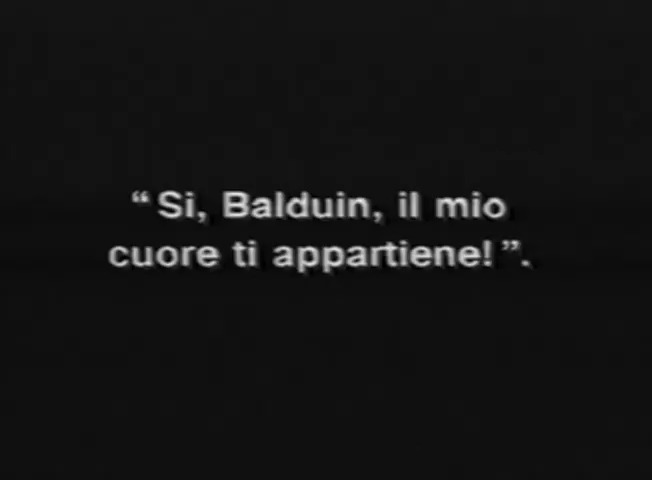 “Si, Balduin, il mio
cuore ti appartiene!”.